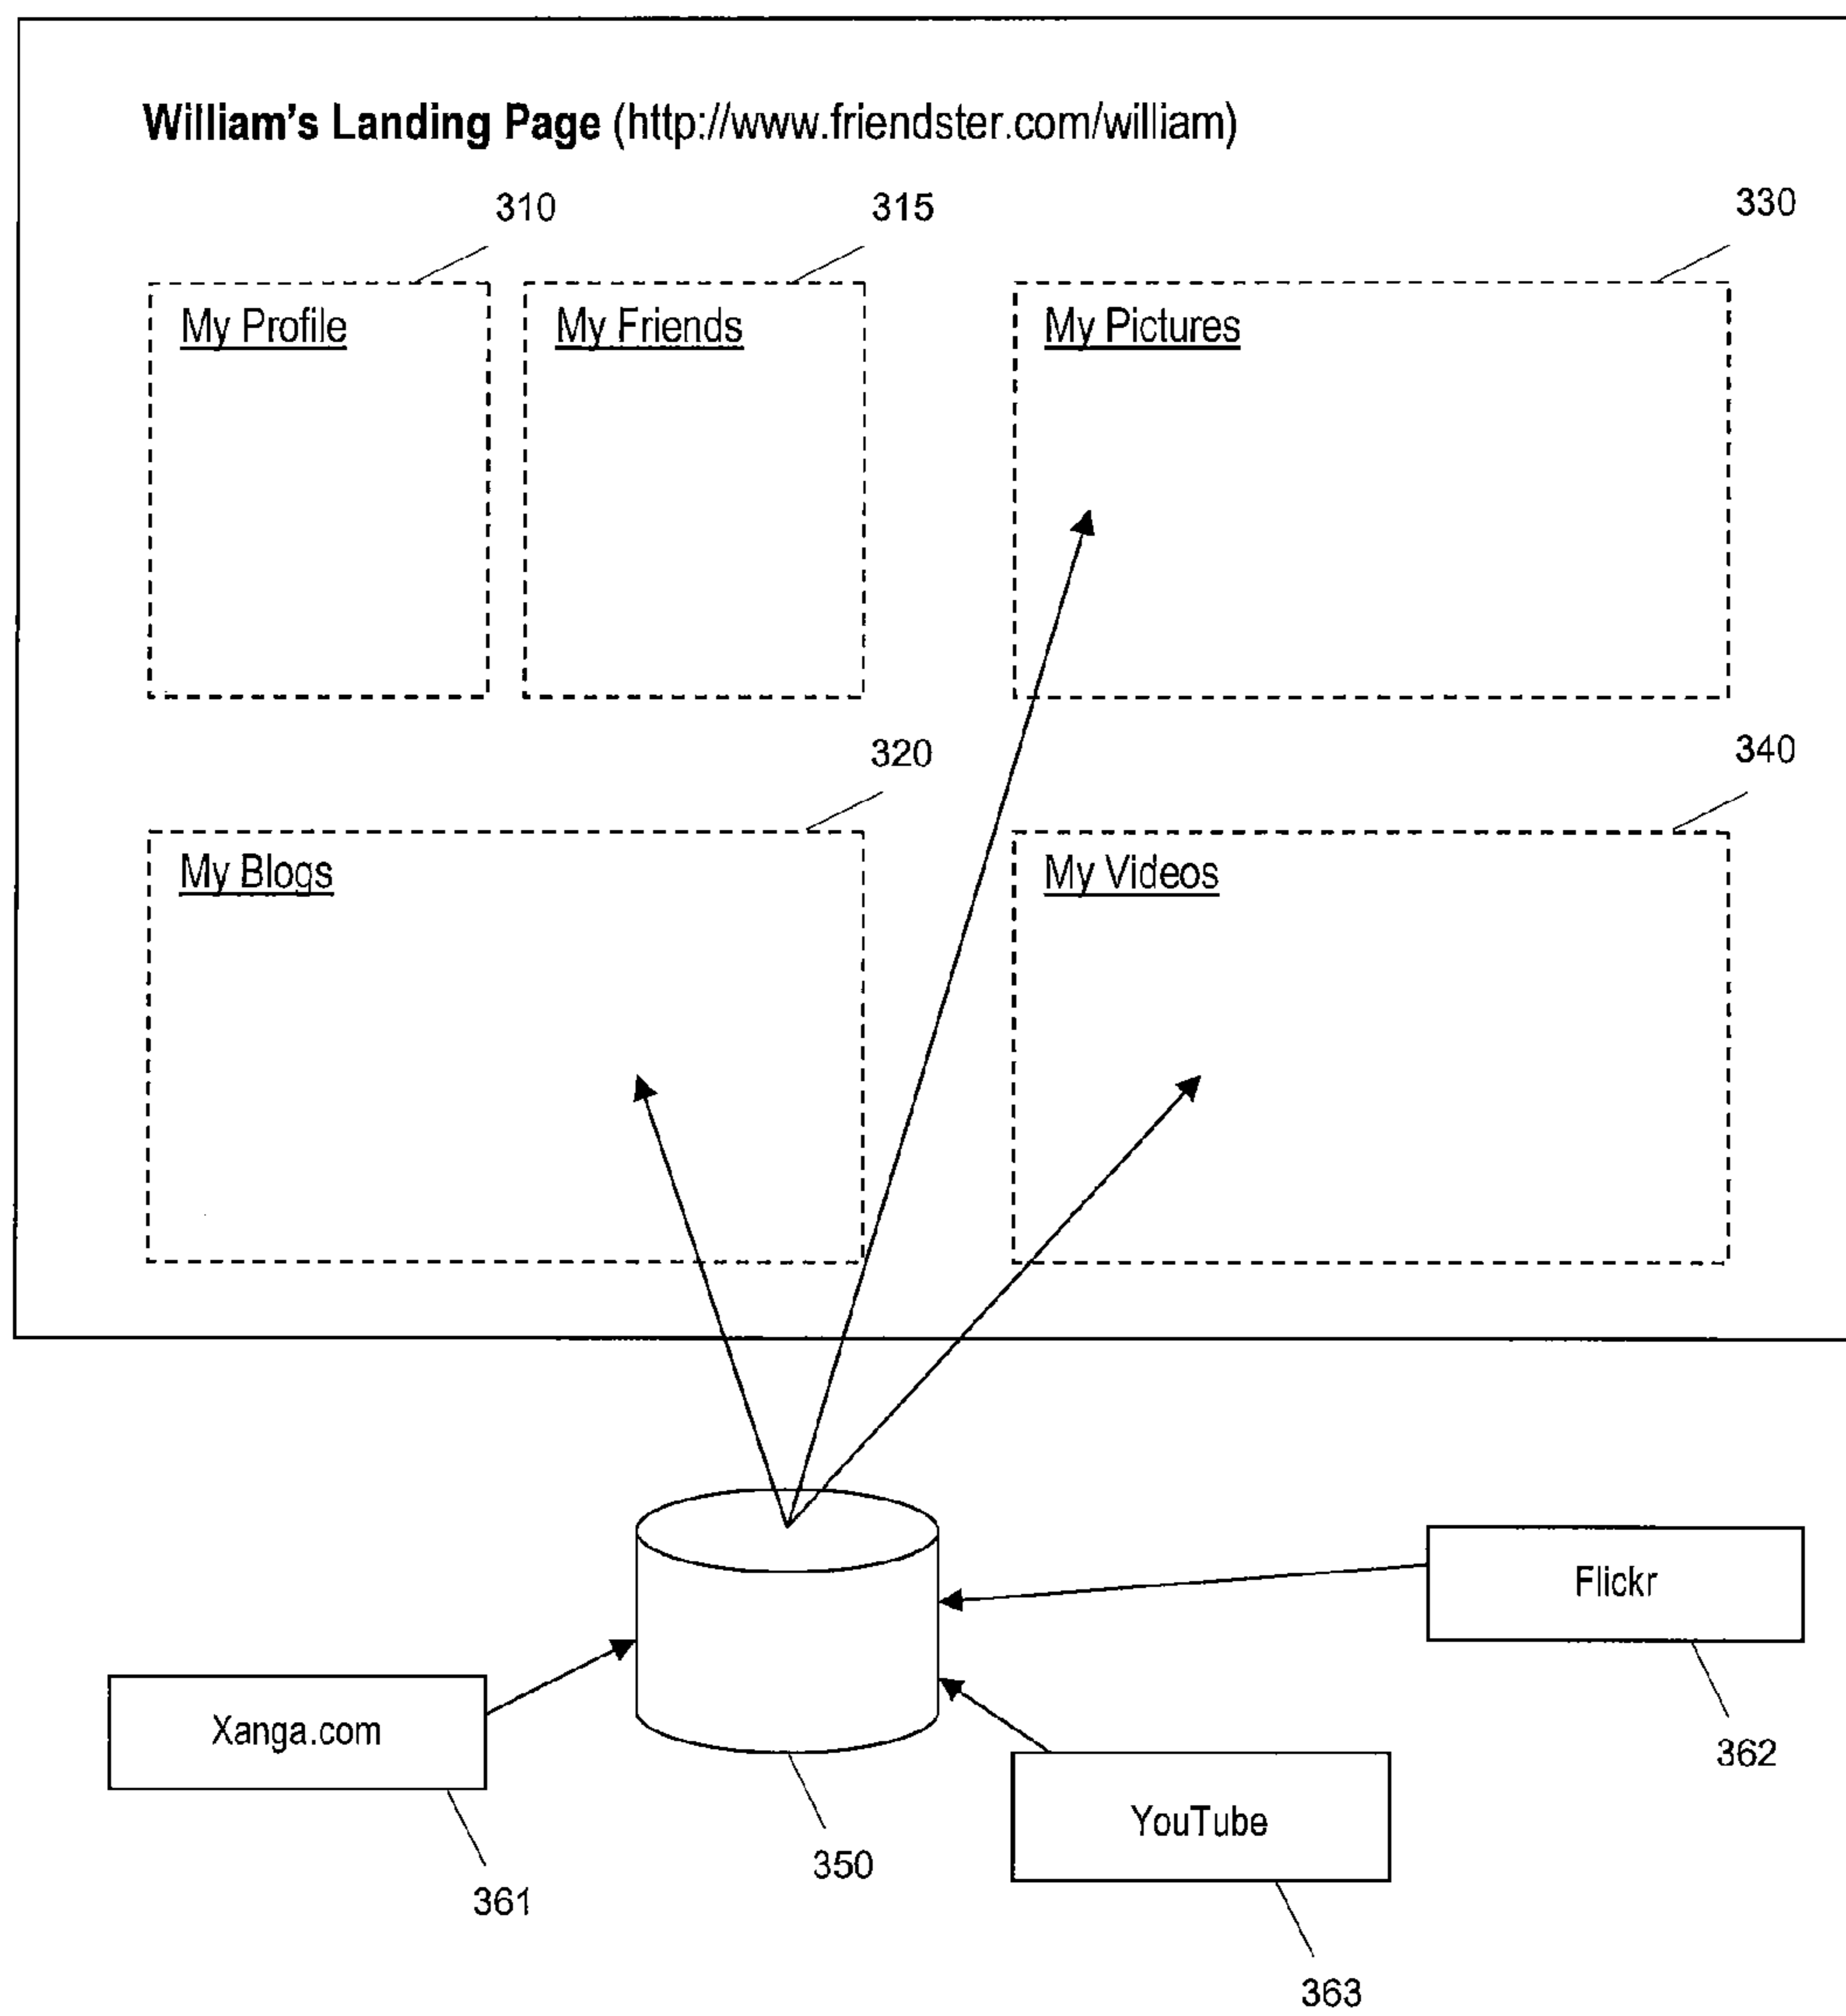 William's Landing Page (http://www.friendster.com/william)
310
315
330
My Profile
My Friends
My Pictures
320
340
My Blogs
My Videos
Flickr
Xanga.com
362
YouTube
350
361
363